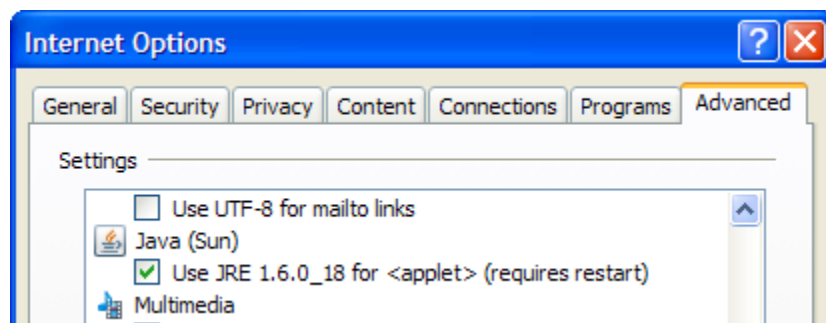 Internet Options
General Security Privacy Content Connections Programs Advanced
Settings
Use UTF-8 for mailto links
Java (Sun)
Use JRE 1.6.0_18 for <applet> (requires restart)
Multimedia